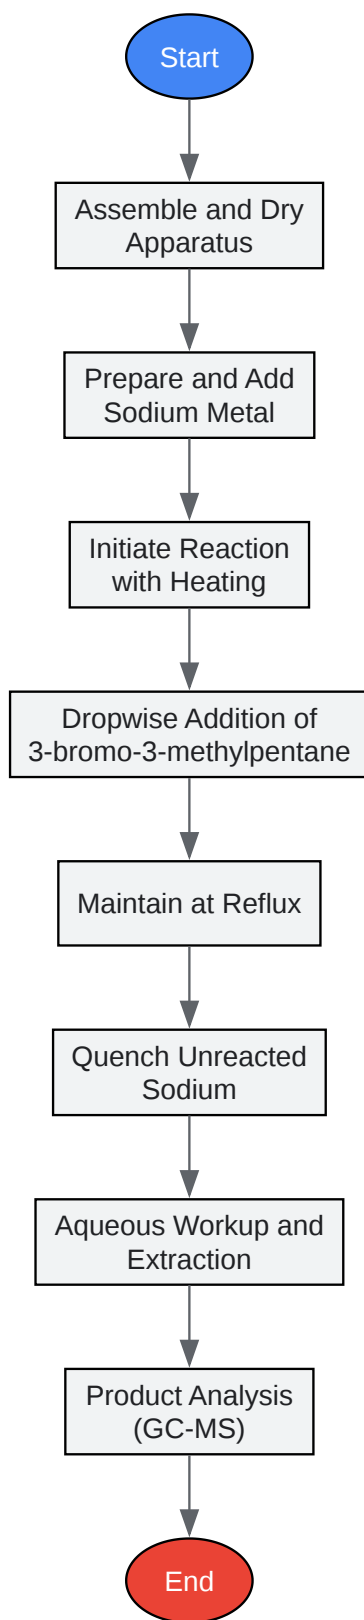 Start
Assemble and Dry
Apparatus
Prepare and Add
Sodium Metal
Initiate Reaction
with Heating
Dropwise Addition of
3-bromo-3-methylpentane
Maintain at Reflux
Quench Unreacted
Sodium
Aqueous Workup and
Extraction
Product Analysis
(GC-MS)
End